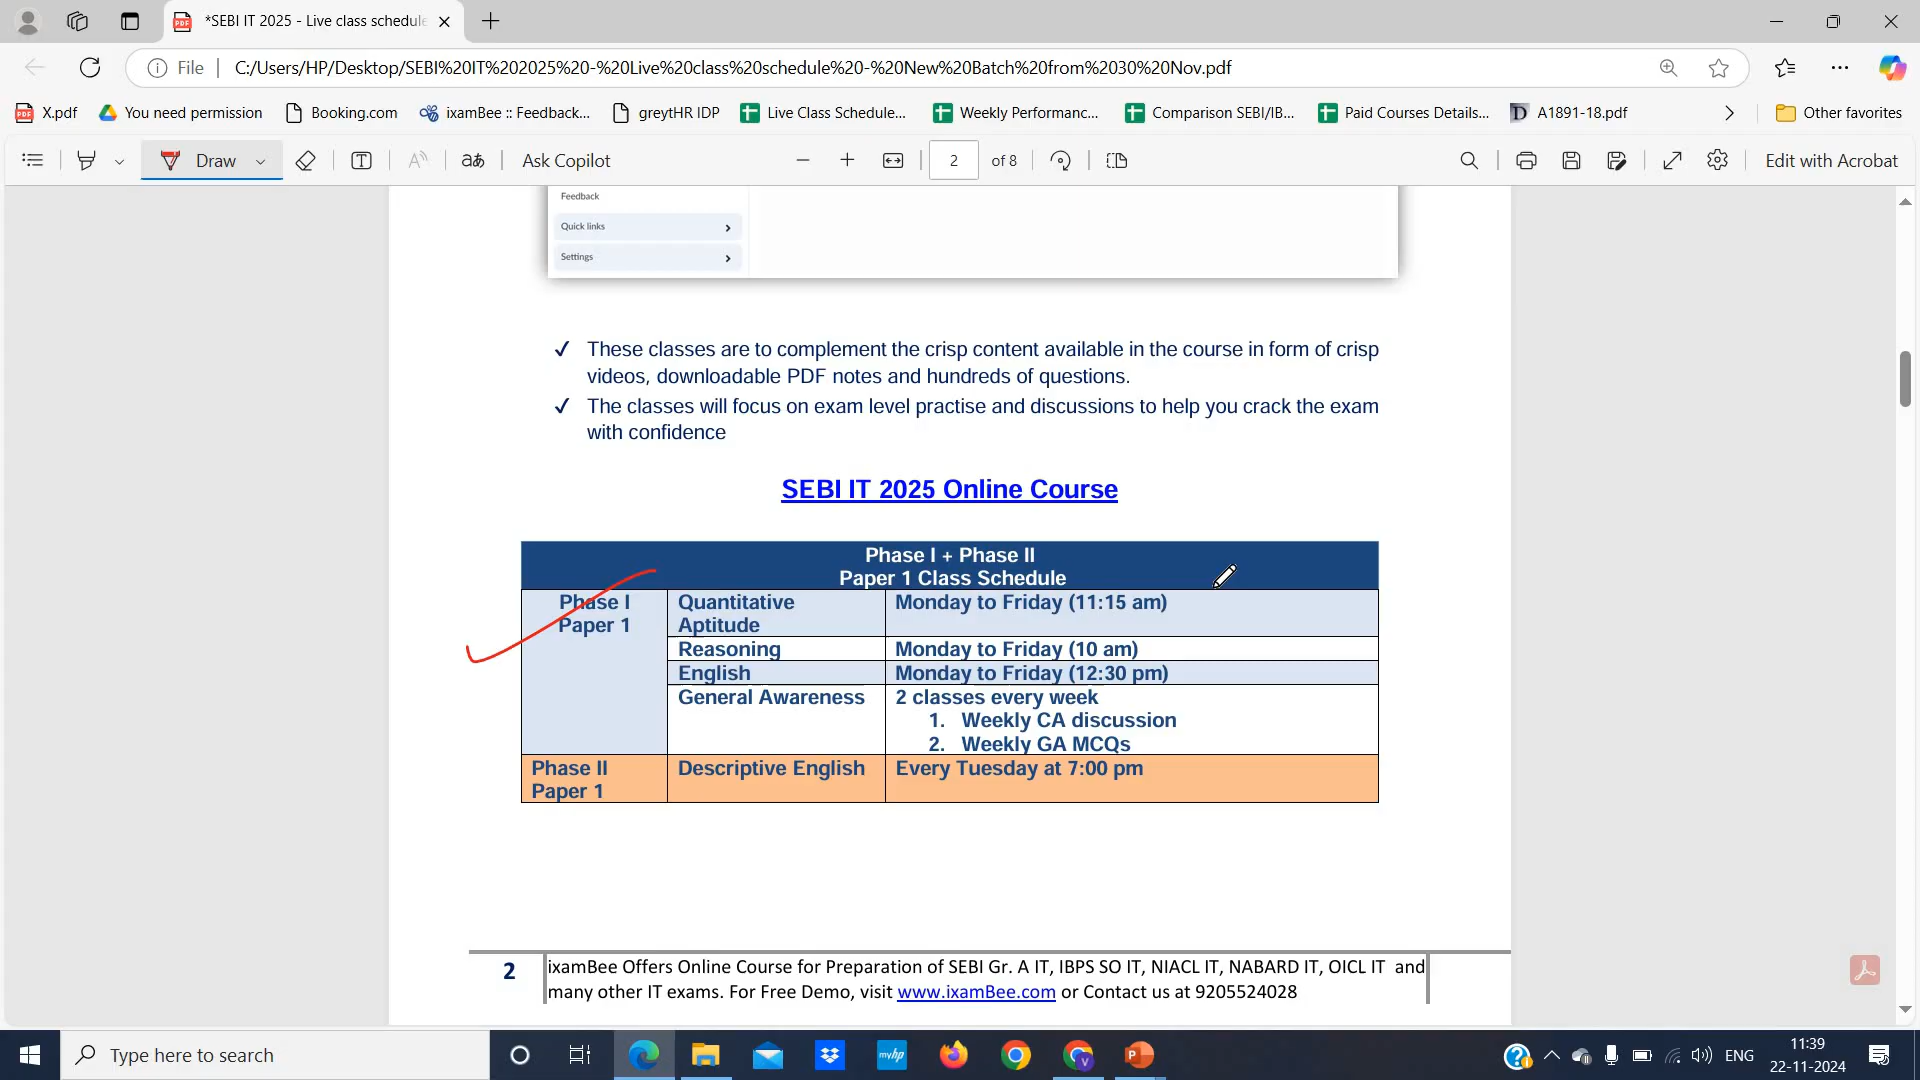 *SEBI IT 2025 - Live class schedule
File
C:/Users/HP/Desktop/SEBI%20IT%202025%20-%20Live%20class%20schedule%20-%20New%20Batch%20from%2030%20Nov.pdf
X.pdf
You need permission
Booking.com
ixamBee :: Feedback...
greytHR IDP
Live Class Schedule...
Weekly Performanc...
Comparison SEBI/IB...
Paid Courses Details...
A1891-18.pdf
Other favorites
Draw
Ask Copilot
2 of 8
Edit with Acrobat
Feedback
Quick links
Settings
✓ These classes are to complement the crisp content available in the course in form of crisp
videos, downloadable PDF notes and hundreds of questions.
✓ The classes will focus on exam level practise and discussions to help you crack the exam
with confidence
SEBI IT 2025 Online Course
Phase I + Phase II
Paper 1 Class Schedule
Phase I
Paper 1
Quantitative
Aptitude
Monday to Friday (11:15 am)
Reasoning
Monday to Friday (10 am)
English
Monday to Friday (12:30 pm)
General Awareness
2 classes every week
1. Weekly CA discussion
2. Weekly GA MCQs
Phase II
Paper 1
Descriptive English
Every Tuesday at 7:00 pm
2
ixamBee Offers Online Course for Preparation of SEBI Gr. A IT, IBPS SO IT, NIACL IT, NABARD IT, OICL IT and
many other IT exams. For Free Demo, visit www.ixamBee.com or Contact us at 9205524028
Type here to search
myhp
ENG
11:39
22-11-2024